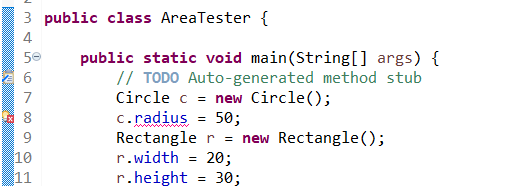 3 public class AreaTester {
4
5 public static void main(String[] args) {
6 // TODO Auto-generated method stub
7 Circle c = new Circle();
8 c.radius = 50;
9 Rectangle r = new Rectangle();
10 r.width = 20;
11 r.height = 30;